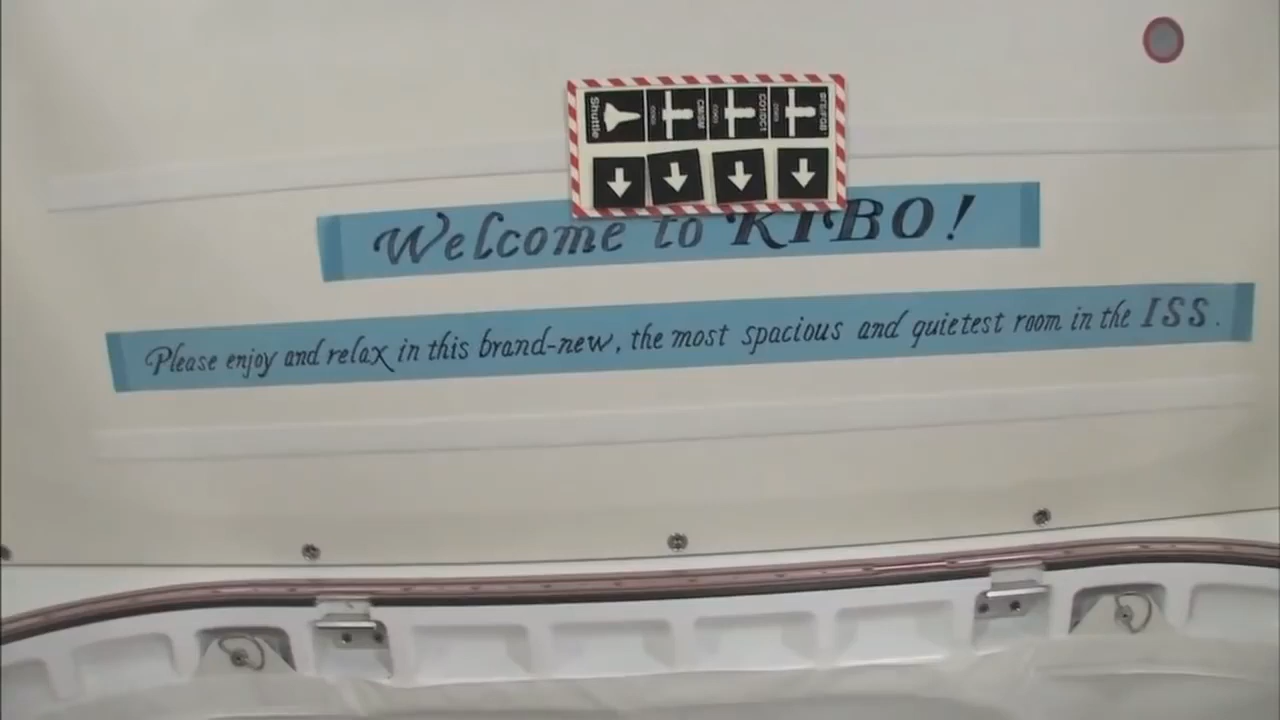 Shuttle
Welcome to KIBO!
Please enjoy and relax in this brand-new, the most spacious and quietest room in the ISS.